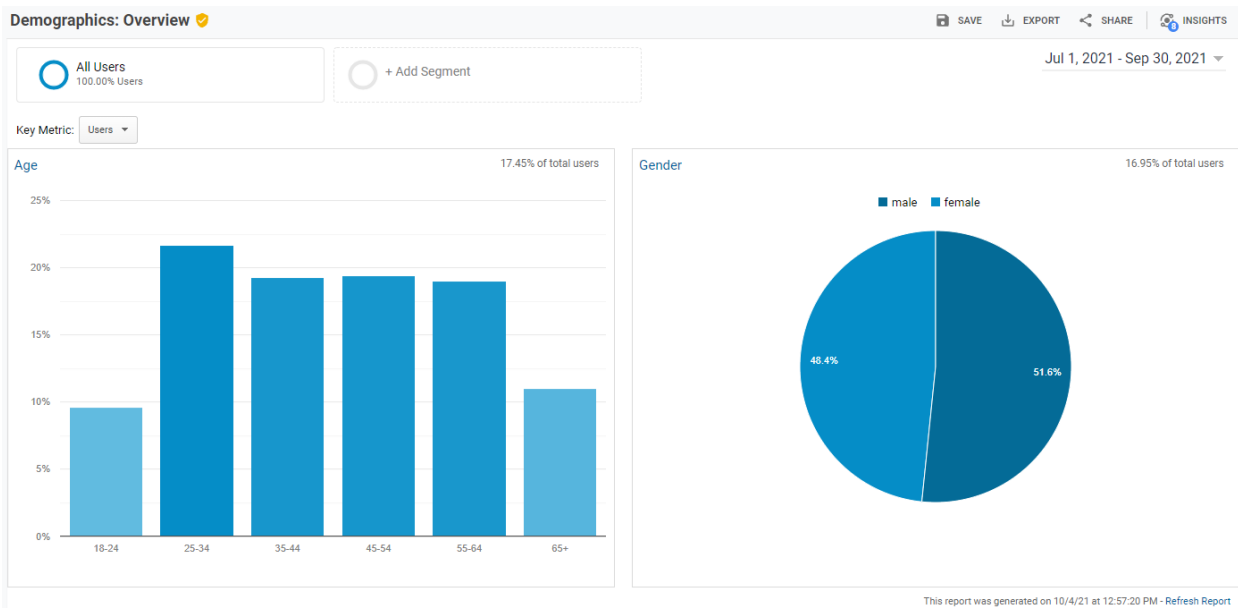 Demographics: Overview
SAVE EXPORT SHARE INSIGHTS
8
All Users
100.00% Users
+ Add Segment
Jul 1, 2021 - Sep 30, 2021
Key Metric: Users
Age 17.45% of total users
25%
20%
15%
10%
5%
0%
18-24 25-34 35-44 45-54 55-64 65+
Gender 16.95% of total users
male female
48.4%
51.6%
This report was generated on 10/4/21 at 12:57:20 PM - Refresh Report